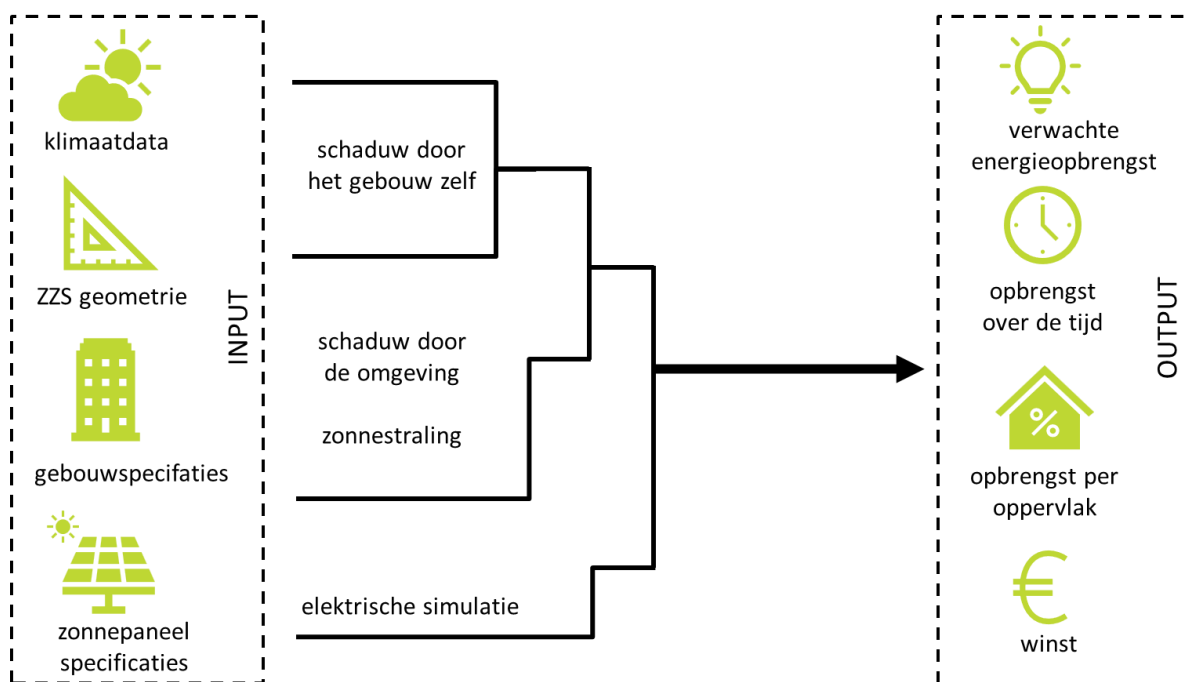 klimaatdata
ZZS geometrie
gebouwspecifaties
zonnepaneel
specificaties
INPUT
schaduw door
het gebouw zelf
schaduw door
de omgeving
zonnestraling
elektrische simulatie
verwachte
energieopbrengst
opbrengst
over de tijd
%
opbrengst per
oppervlak
€
winst
OUTPUT